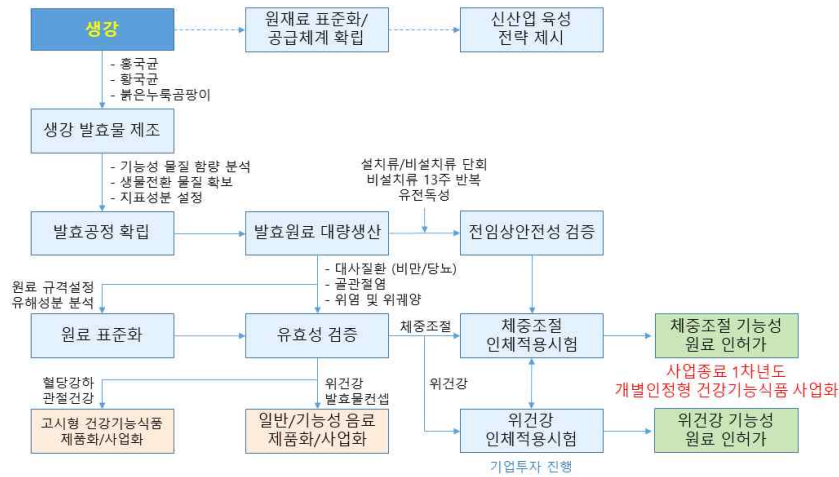 생강
원재료 표준화/
공급체계 확립
신산업 육성
전략 제시
- 홍국균
- 황국균
- 붉은누룩곰팡이
생강 발효물 제조
- 기능성 물질 함량 분석
- 생물전환 물질 확보
- 지표성분 설정
설치류/비설치류 단회
비설치류 13주 반복
유전독성
발효공정 확립
발효원료 대량생산
전임상안전성 검증
- 대사질환 (비만/당뇨)
- 골관절염
- 위염 및 위궤양
원료 규격설정
유해성분 분석
원료 표준화
유효성 검증
체중조절
체중조절
인체적용시험
체중조절 기능성
원료 인허가
사업종료 1차년도
개별인정형 건강기능식품 사업화
혈당강하
관절건강
위건강
발효물컨셉
위건강
고시형 건강기능식품
제품화/사업화
일반/기능성 음료
제품화/사업화
위건강
인체적용시험
위건강 기능성
원료 인허가
기업투자 진행